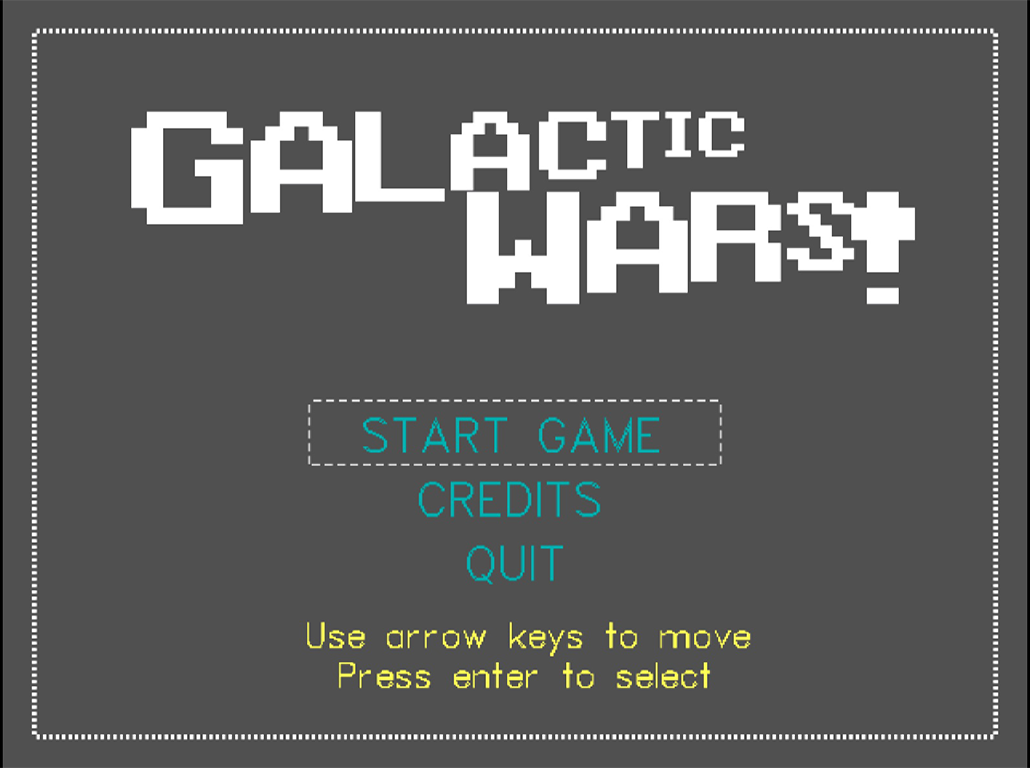 GALACTIC
WARS!
START GAME
CREDITS
QUIT
Use arrow keys to move
Press enter to select